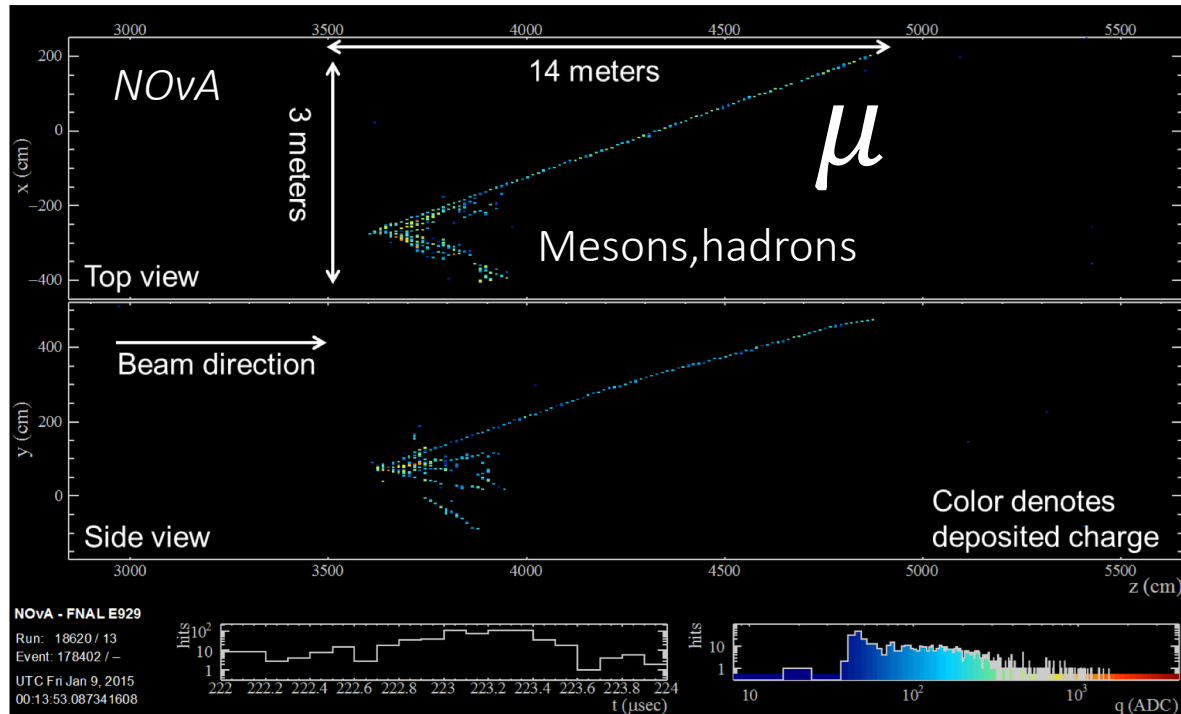 3000 3500 4000 4500 5000 5500
200
0
−200
−400
x (cm)
NOvA
14 meters
3 meters
μ
Mesons,hadrons
Top view
400
200
0
y (cm)
Beam direction
Color denotes
deposited charge
Side view
3000 3500 4000 4500 5000 5500
z (cm)
NOvA - FNAL E929
Run: 18620 / 13
Event: 178402 / --
UTC Fri Jan 9, 2015
00:13:53.087341608
hits
10²
10
1
222 222.2 222.4 222.6 222.8 223 223.2 223.4 223.6 223.8 224
t (μsec)
hits
10
1
10 10² 10³
q (ADC)